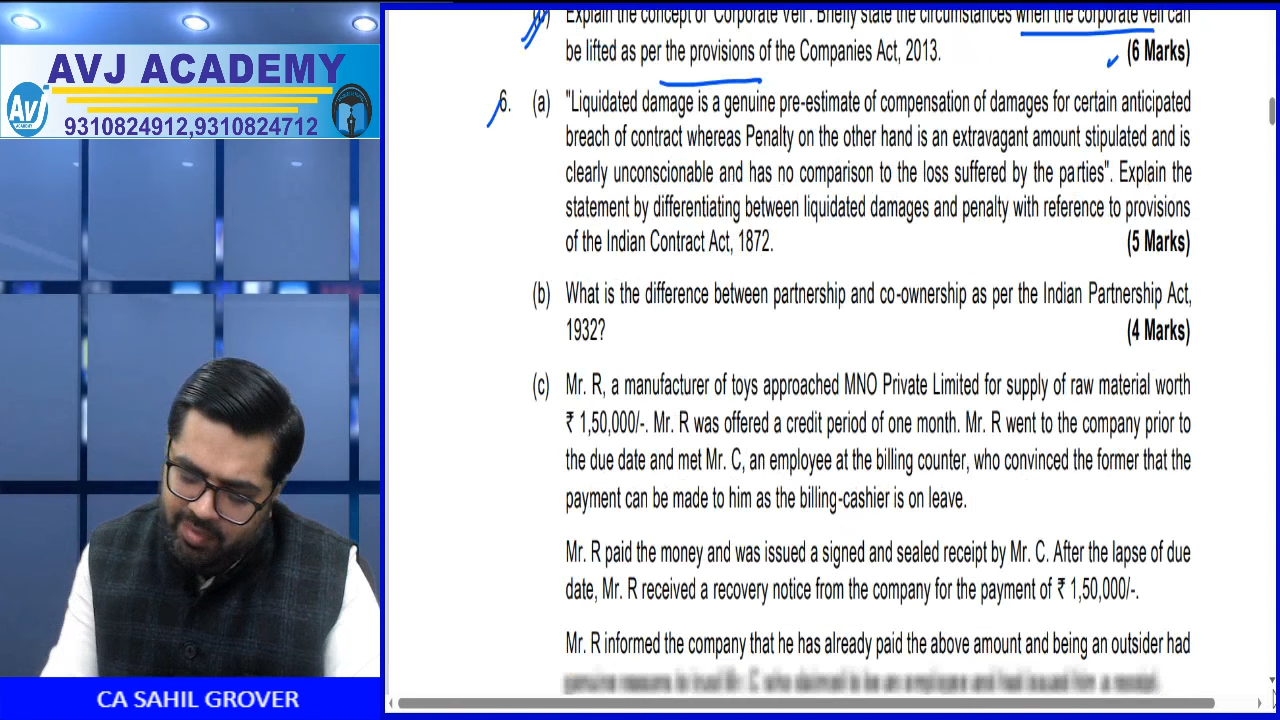 Explain the concept of 'Corporate Veil'. Briefly state the circumstances when the corporate veil can
be lifted as per the provisions of the Companies Act, 2013. (6 Marks)
AVJ ACADEMY
Av
ACADEMY
9310824912,9310824712
6. (a) "Liquidated damage is a genuine pre-estimate of compensation of damages for certain anticipated
breach of contract whereas Penalty on the other hand is an extravagant amount stipulated and is
clearly unconscionable and has no comparison to the loss suffered by the parties". Explain the
statement by differentiating between liquidated damages and penalty with reference to provisions
of the Indian Contract Act, 1872. (5 Marks)
(b) What is the difference between partnership and co-ownership as per the Indian Partnership Act,
1932? (4 Marks)
(c) Mr. R, a manufacturer of toys approached MNO Private Limited for supply of raw material worth
₹ 1,50,000/-. Mr. R was offered a credit period of one month. Mr. R went to the company prior to
the due date and met Mr. C, an employee at the billing counter, who convinced the former that the
payment can be made to him as the billing-cashier is on leave.
Mr. R paid the money and was issued a signed and sealed receipt by Mr. C. After the lapse of due
date, Mr. R received a recovery notice from the company for the payment of ₹ 1,50,000/-.
Mr. R informed the company that he has already paid the above amount and being an outsider had
CA SAHIL GROVER